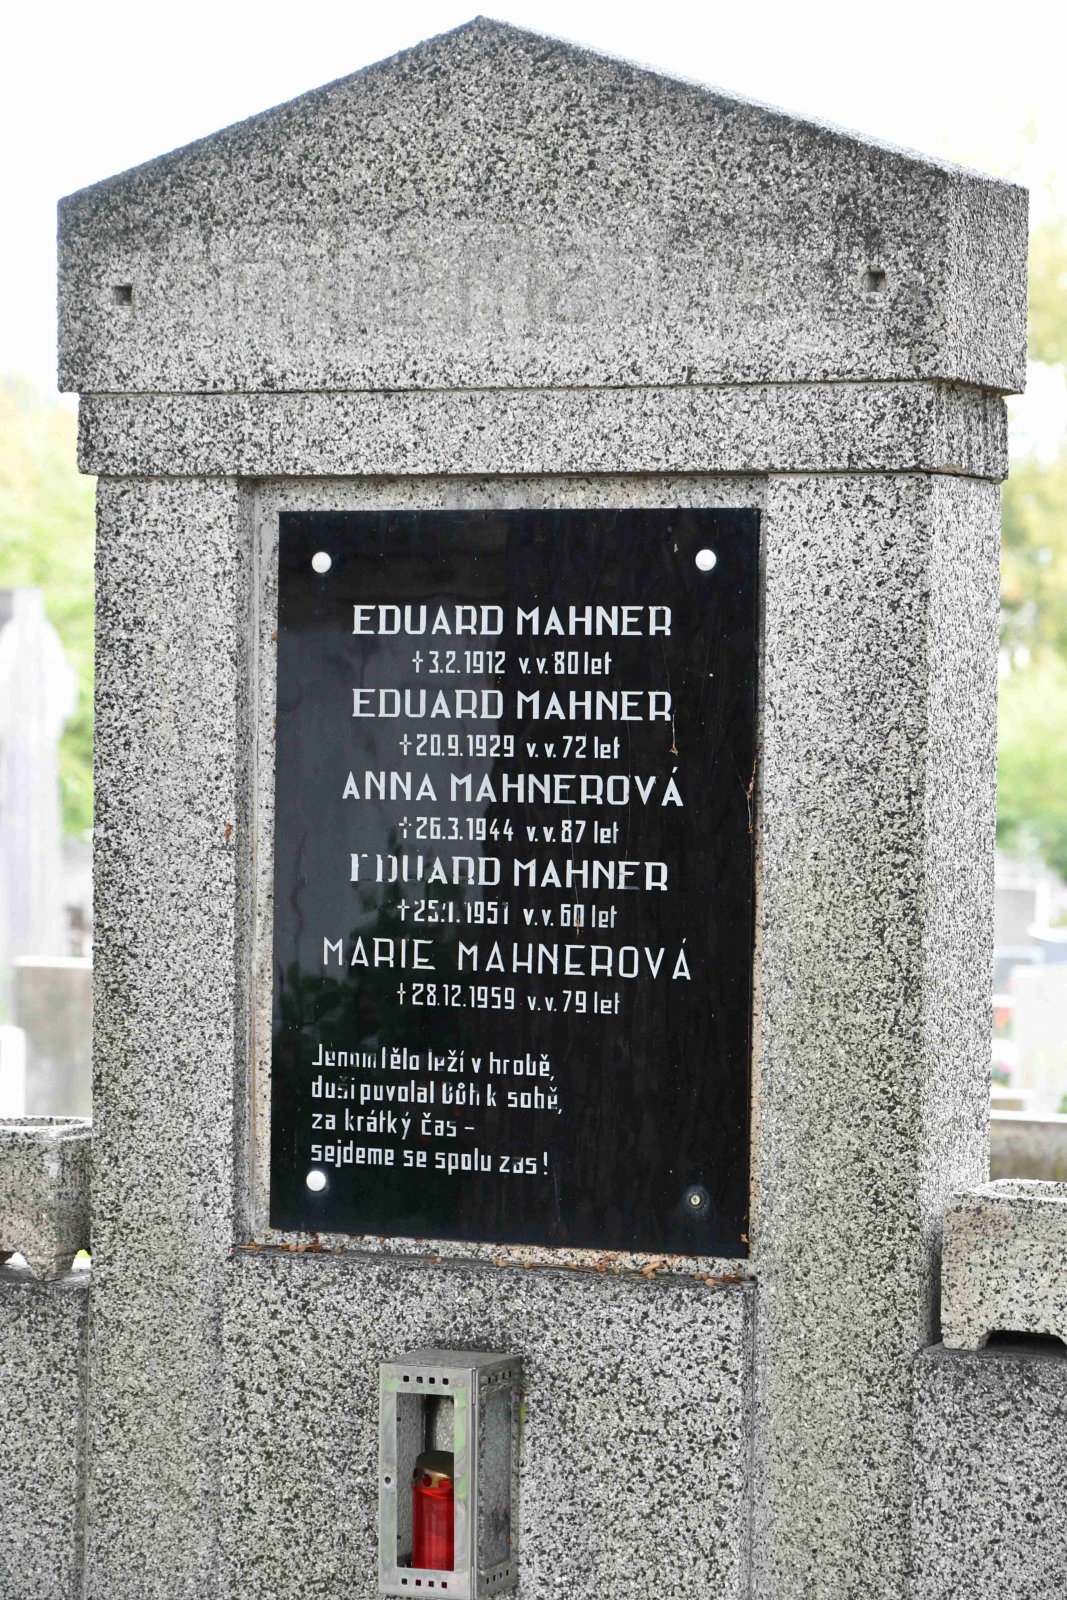 EDUARD MAHNER
✝3.2.1912 v.v.80 let
EDUARD MAHNER
✝20.9.1929 v.v.72 let
ANNA MAHNEROVÁ
✝26.3.1944 v.v.87 let
EDUARD MAHNER
✝25.1.1951 v.v.60 let
MARIE MAHNEROVÁ
✝28.12.1959 v.v.79 let
Jenom tělo leží v hrobě,
duši povolal Bůh k sobě,
za krátký čas –
sejdeme se spolu zas!